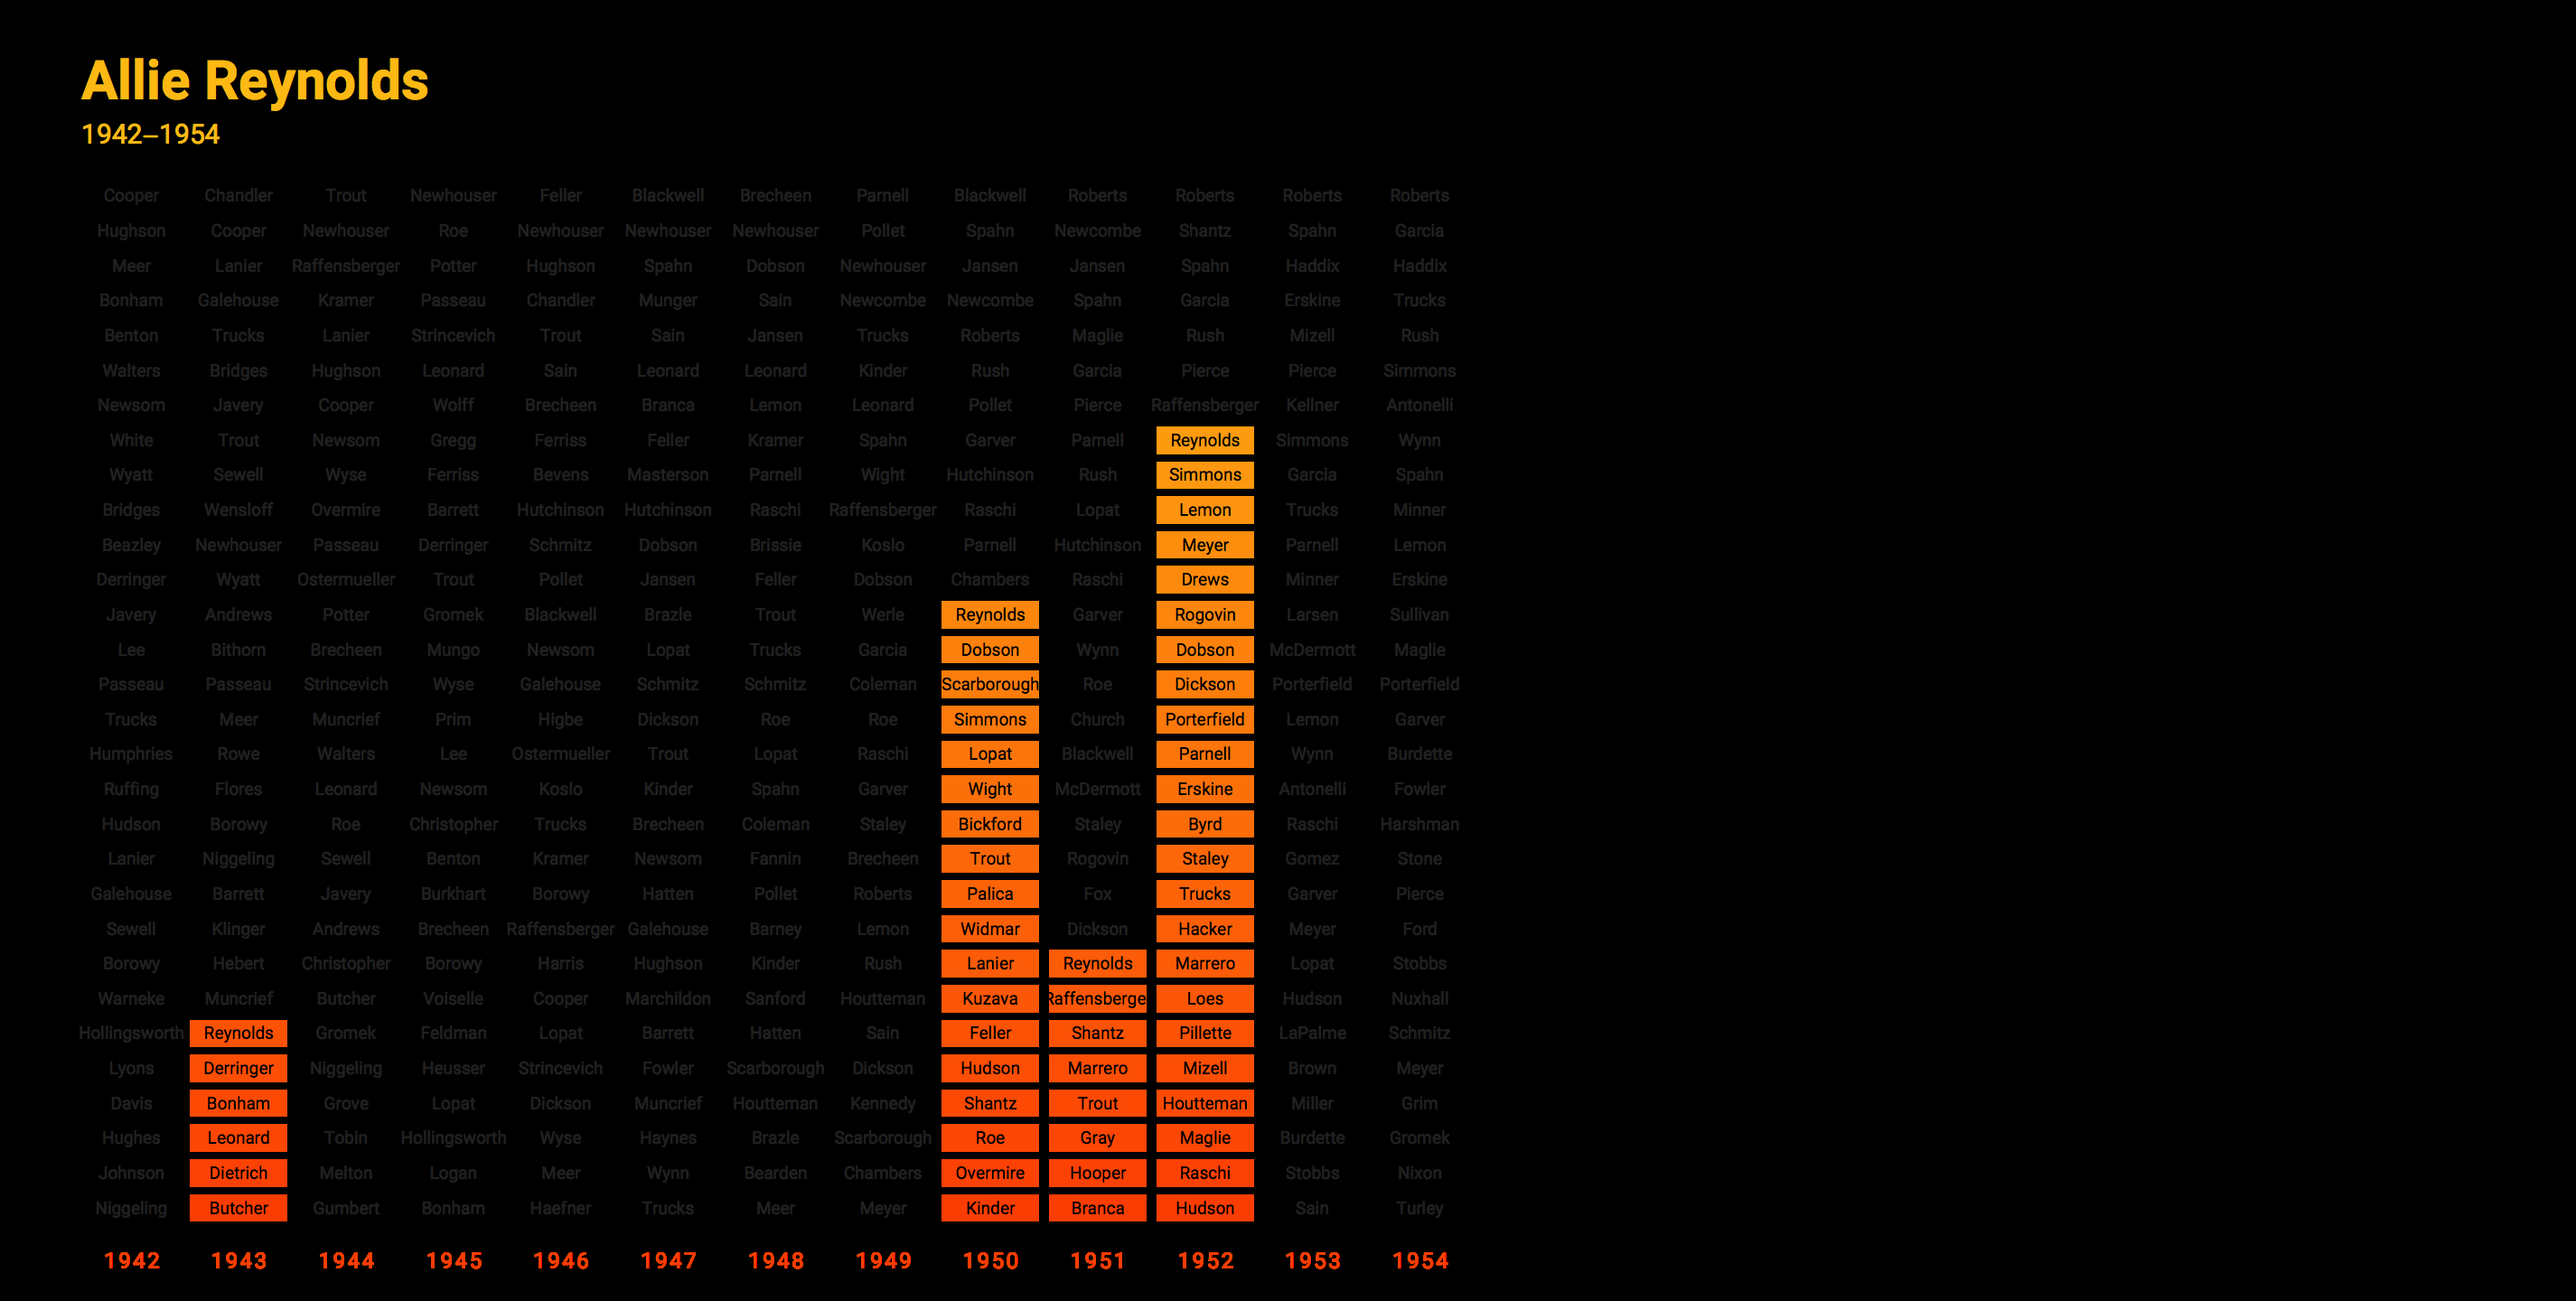 Allie Reynolds
1942–1954
Cooper Chandler Trout Newhouser Feller Blackwell Brecheen Parnell Blackwell Roberts Roberts Roberts Roberts
Hughson Cooper Newhouser Roe Newhouser Newhouser Newhouser Pollet Spahn Newcombe Shantz Spahn Garcia
Meer Lanier Raffensberger Potter Hughson Spahn Dobson Newhouser Jansen Jansen Spahn Haddix Haddix
Bonham Galehouse Kramer Passeau Chandler Munger Sain Newcombe Newcombe Spahn Garcia Erskine Trucks
Benton Trucks Lanier Strincevich Trout Sain Jansen Trucks Roberts Maglie Rush Mizell Rush
Walters Bridges Hughson Leonard Sain Leonard Leonard Kinder Rush Garcia Pierce Pierce Simmons
Newsom Javery Cooper Wolff Brecheen Branca Lemon Leonard Pollet Pierce Raffensberger Kellner Antonelli
White Trout Newsom Gregg Ferriss Feller Kramer Spahn Garver Parnell Reynolds Simmons Wynn
Wyatt Sewell Wyse Ferriss Bevens Masterson Parnell Wight Hutchinson Rush Simmons Garcia Spahn
Bridges Wensloff Overmire Barrett Hutchinson Hutchinson Raschi Raffensberger Raschi Lopat Lemon Trucks Minner
Beazley Newhouser Passeau Derringer Schmitz Dobson Brissie Koslo Parnell Hutchinson Meyer Parnell Lemon
Derringer Wyatt Ostermueller Trout Pollet Jansen Feller Dobson Chambers Raschi Drews Minner Erskine
Javery Andrews Potter Gromek Blackwell Brazle Trout Werle Reynolds Garver Rogovin Larsen Sullivan
Lee Bithorn Brecheen Mungo Newsom Lopat Trucks Garcia Dobson Wynn Dobson McDermott Maglie
Passeau Passeau Strincevich Wyse Galehouse Schmitz Schmitz Coleman Scarborough Roe Dickson Porterfield Porterfield
Trucks Meer Muncrief Prim Higbe Dickson Roe Roe Simmons Church Porterfield Lemon Garver
Humphries Rowe Walters Lee Ostermueller Trout Lopat Raschi Lopat Blackwell Parnell Wynn Burdette
Ruffing Flores Leonard Newsom Koslo Kinder Spahn Garver Wight McDermott Erskine Antonelli Fowler
Hudson Borowy Roe Christopher Trucks Brecheen Coleman Staley Bickford Staley Byrd Raschi Harshman
Lanier Niggeling Sewell Benton Kramer Newsom Fannin Brecheen Trout Rogovin Staley Gomez Stone
Galehouse Barrett Javery Burkhart Borowy Hatten Pollet Roberts Palica Fox Trucks Garver Pierce
Sewell Klinger Andrews Brecheen Raffensberger Galehouse Barney Lemon Widmar Dickson Hacker Meyer Ford
Borowy Hebert Christopher Borowy Harris Hughson Kinder Rush Lanier Reynolds Marrero Lopat Stobbs
Warneke Muncrief Butcher Voiselle Cooper Marchildon Sanford Houtteman Kuzava Raffensberge Loes Hudson Nuxhall
Hollingsworth Reynolds Gromek Feldman Lopat Barrett Hatten Sain Feller Shantz Pillette LaPalme Schmitz
Lyons Derringer Niggeling Heusser Strincevich Fowler Scarborough Dickson Hudson Marrero Mizell Brown Meyer
Davis Bonham Grove Lopat Dickson Muncrief Houtteman Kennedy Shantz Trout Houtteman Miller Grim
Hughes Leonard Tobin Hollingsworth Wyse Haynes Brazle Scarborough Roe Gray Maglie Burdette Gromek
Johnson Dietrich Melton Logan Meer Wynn Bearden Chambers Overmire Hooper Raschi Stobbs Nixon
Niggeling Butcher Gumbert Bonham Haefner Trucks Meer Meyer Kinder Branca Hudson Sain Turley
1942 1943 1944 1945 1946 1947 1948 1949 1950 1951 1952 1953 1954